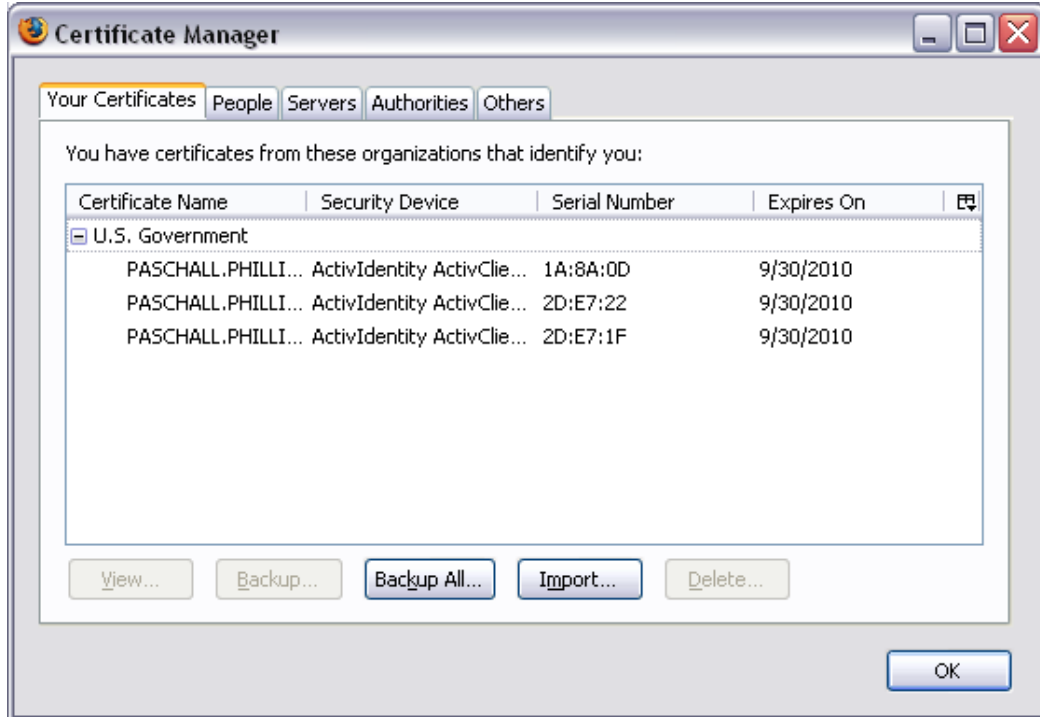 Certificate Manager
Your Certificates People Servers Authorities Others
You have certificates from these organizations that identify you:
Certificate Name Security Device Serial Number Expires On
U.S. Government
PASCHALL.PHILLI... ActivIdentity ActivClie... 1A:8A:0D 9/30/2010
PASCHALL.PHILLI... ActivIdentity ActivClie... 2D:E7:22 9/30/2010
PASCHALL.PHILLI... ActivIdentity ActivClie... 2D:E7:1F 9/30/2010
View... Backup... Backup All... Import... Delete...
OK